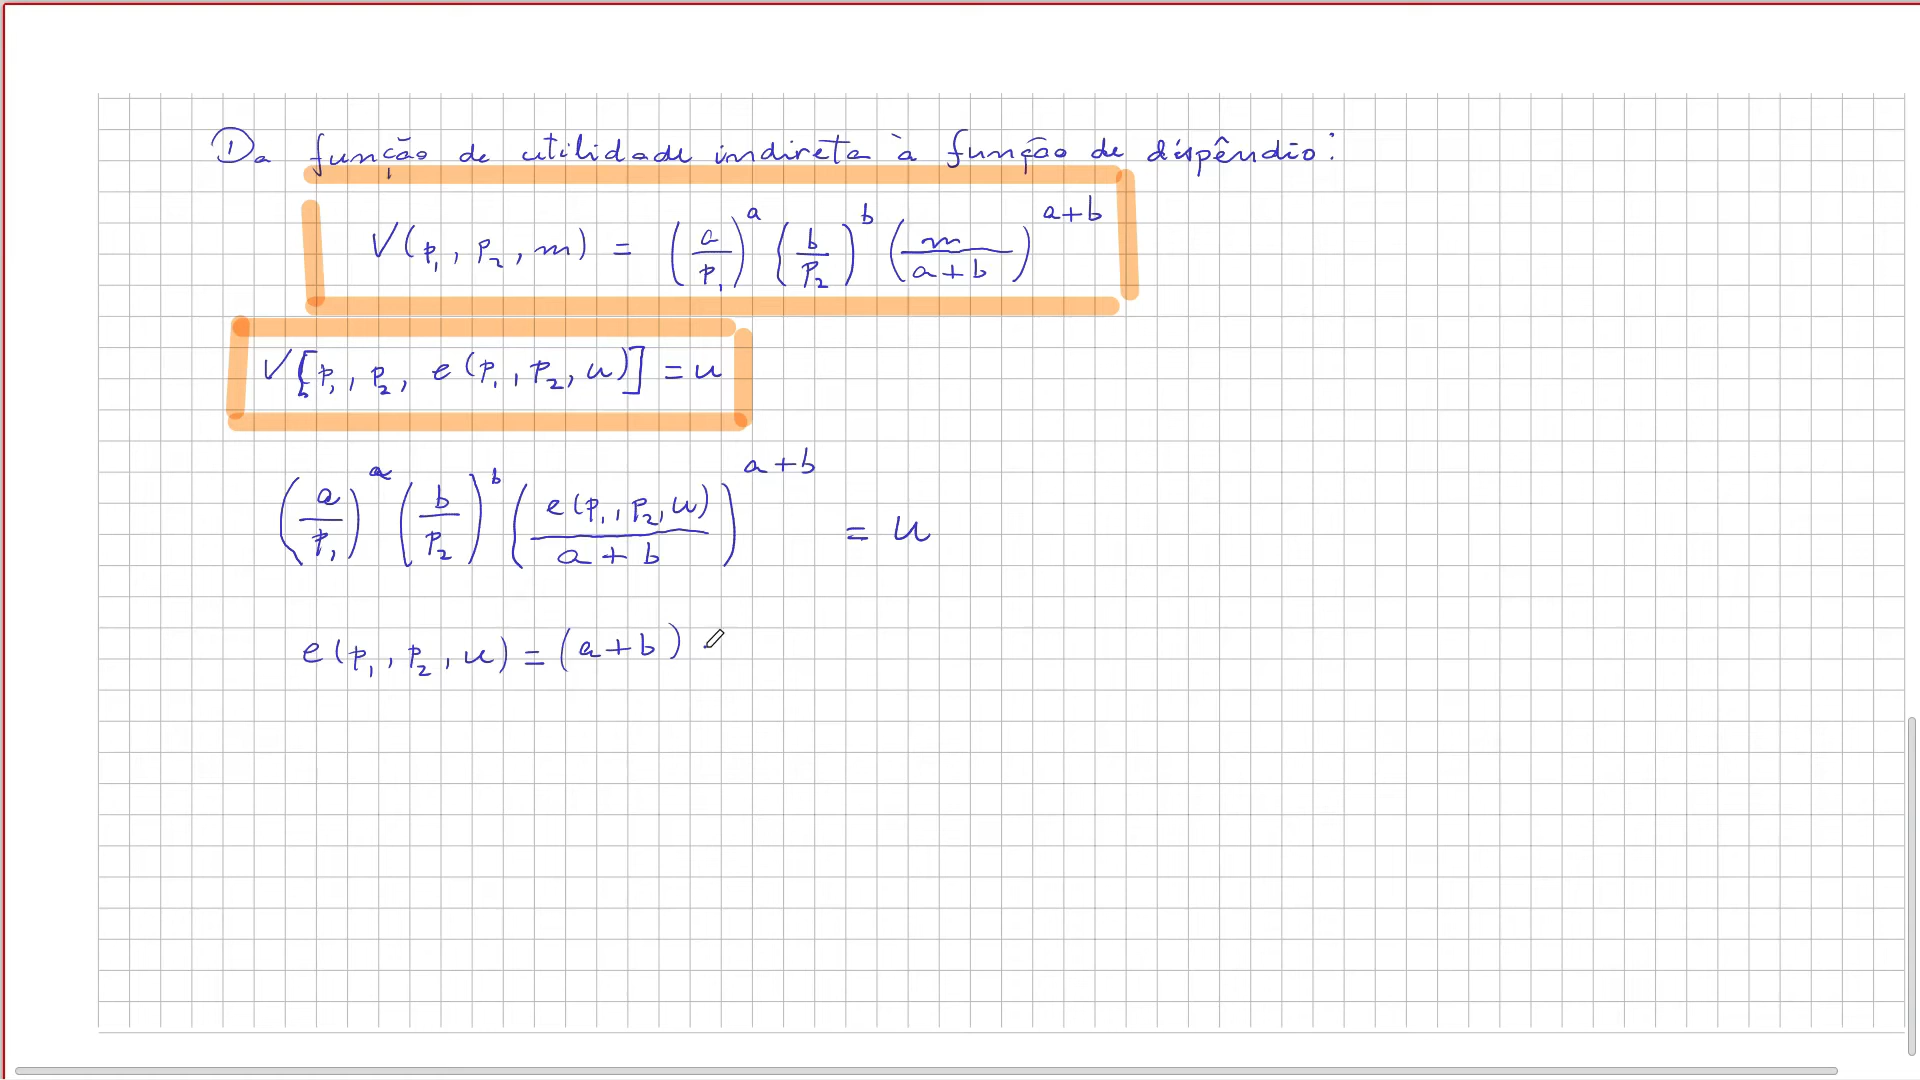 Da função de utilidade indireta à função de dispêndio:
V(p₁, p₂, m) = (a/p₁)^a (b/p₂)^b (m/(a+b))^(a+b)
V[p₁, p₂, e(p₁, p₂, u)] = u
(a/p₁)^a (b/p₂)^b (e(p₁, p₂, u)/(a+b))^(a+b) = u
e(p₁, p₂, u) = (a+b)